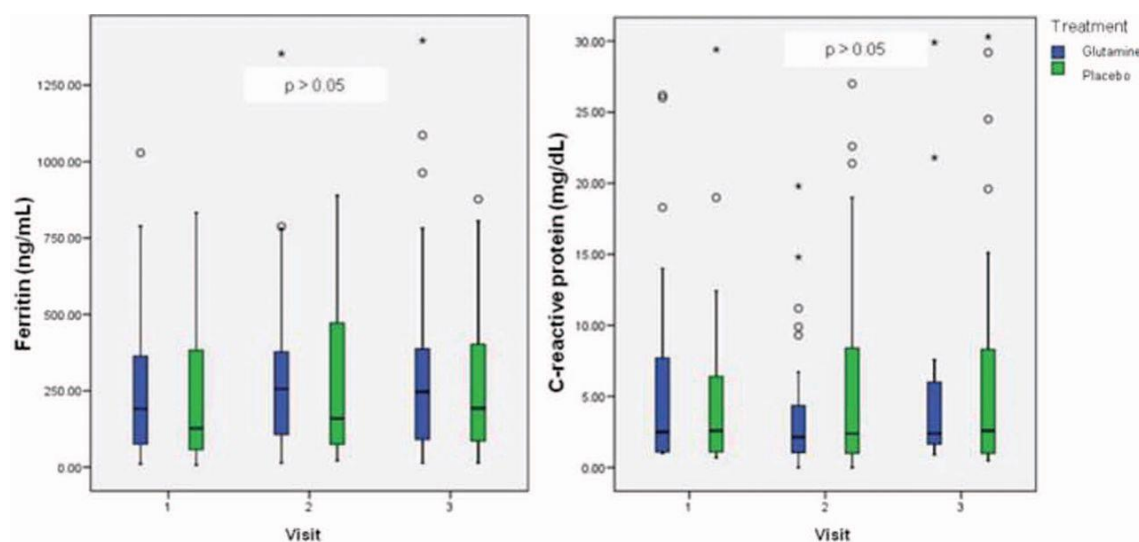 p > 0.05
Ferritin (ng/mL)
1250.00
1000.00
750.00
500.00
250.00
0.00
1 2 3
Visit
p > 0.05
C-reactive protein (mg/dL)
30.00
25.00
20.00
15.00
10.00
5.00
0.00
1 2 3
Visit
Treatment
Glutamine
Placebo